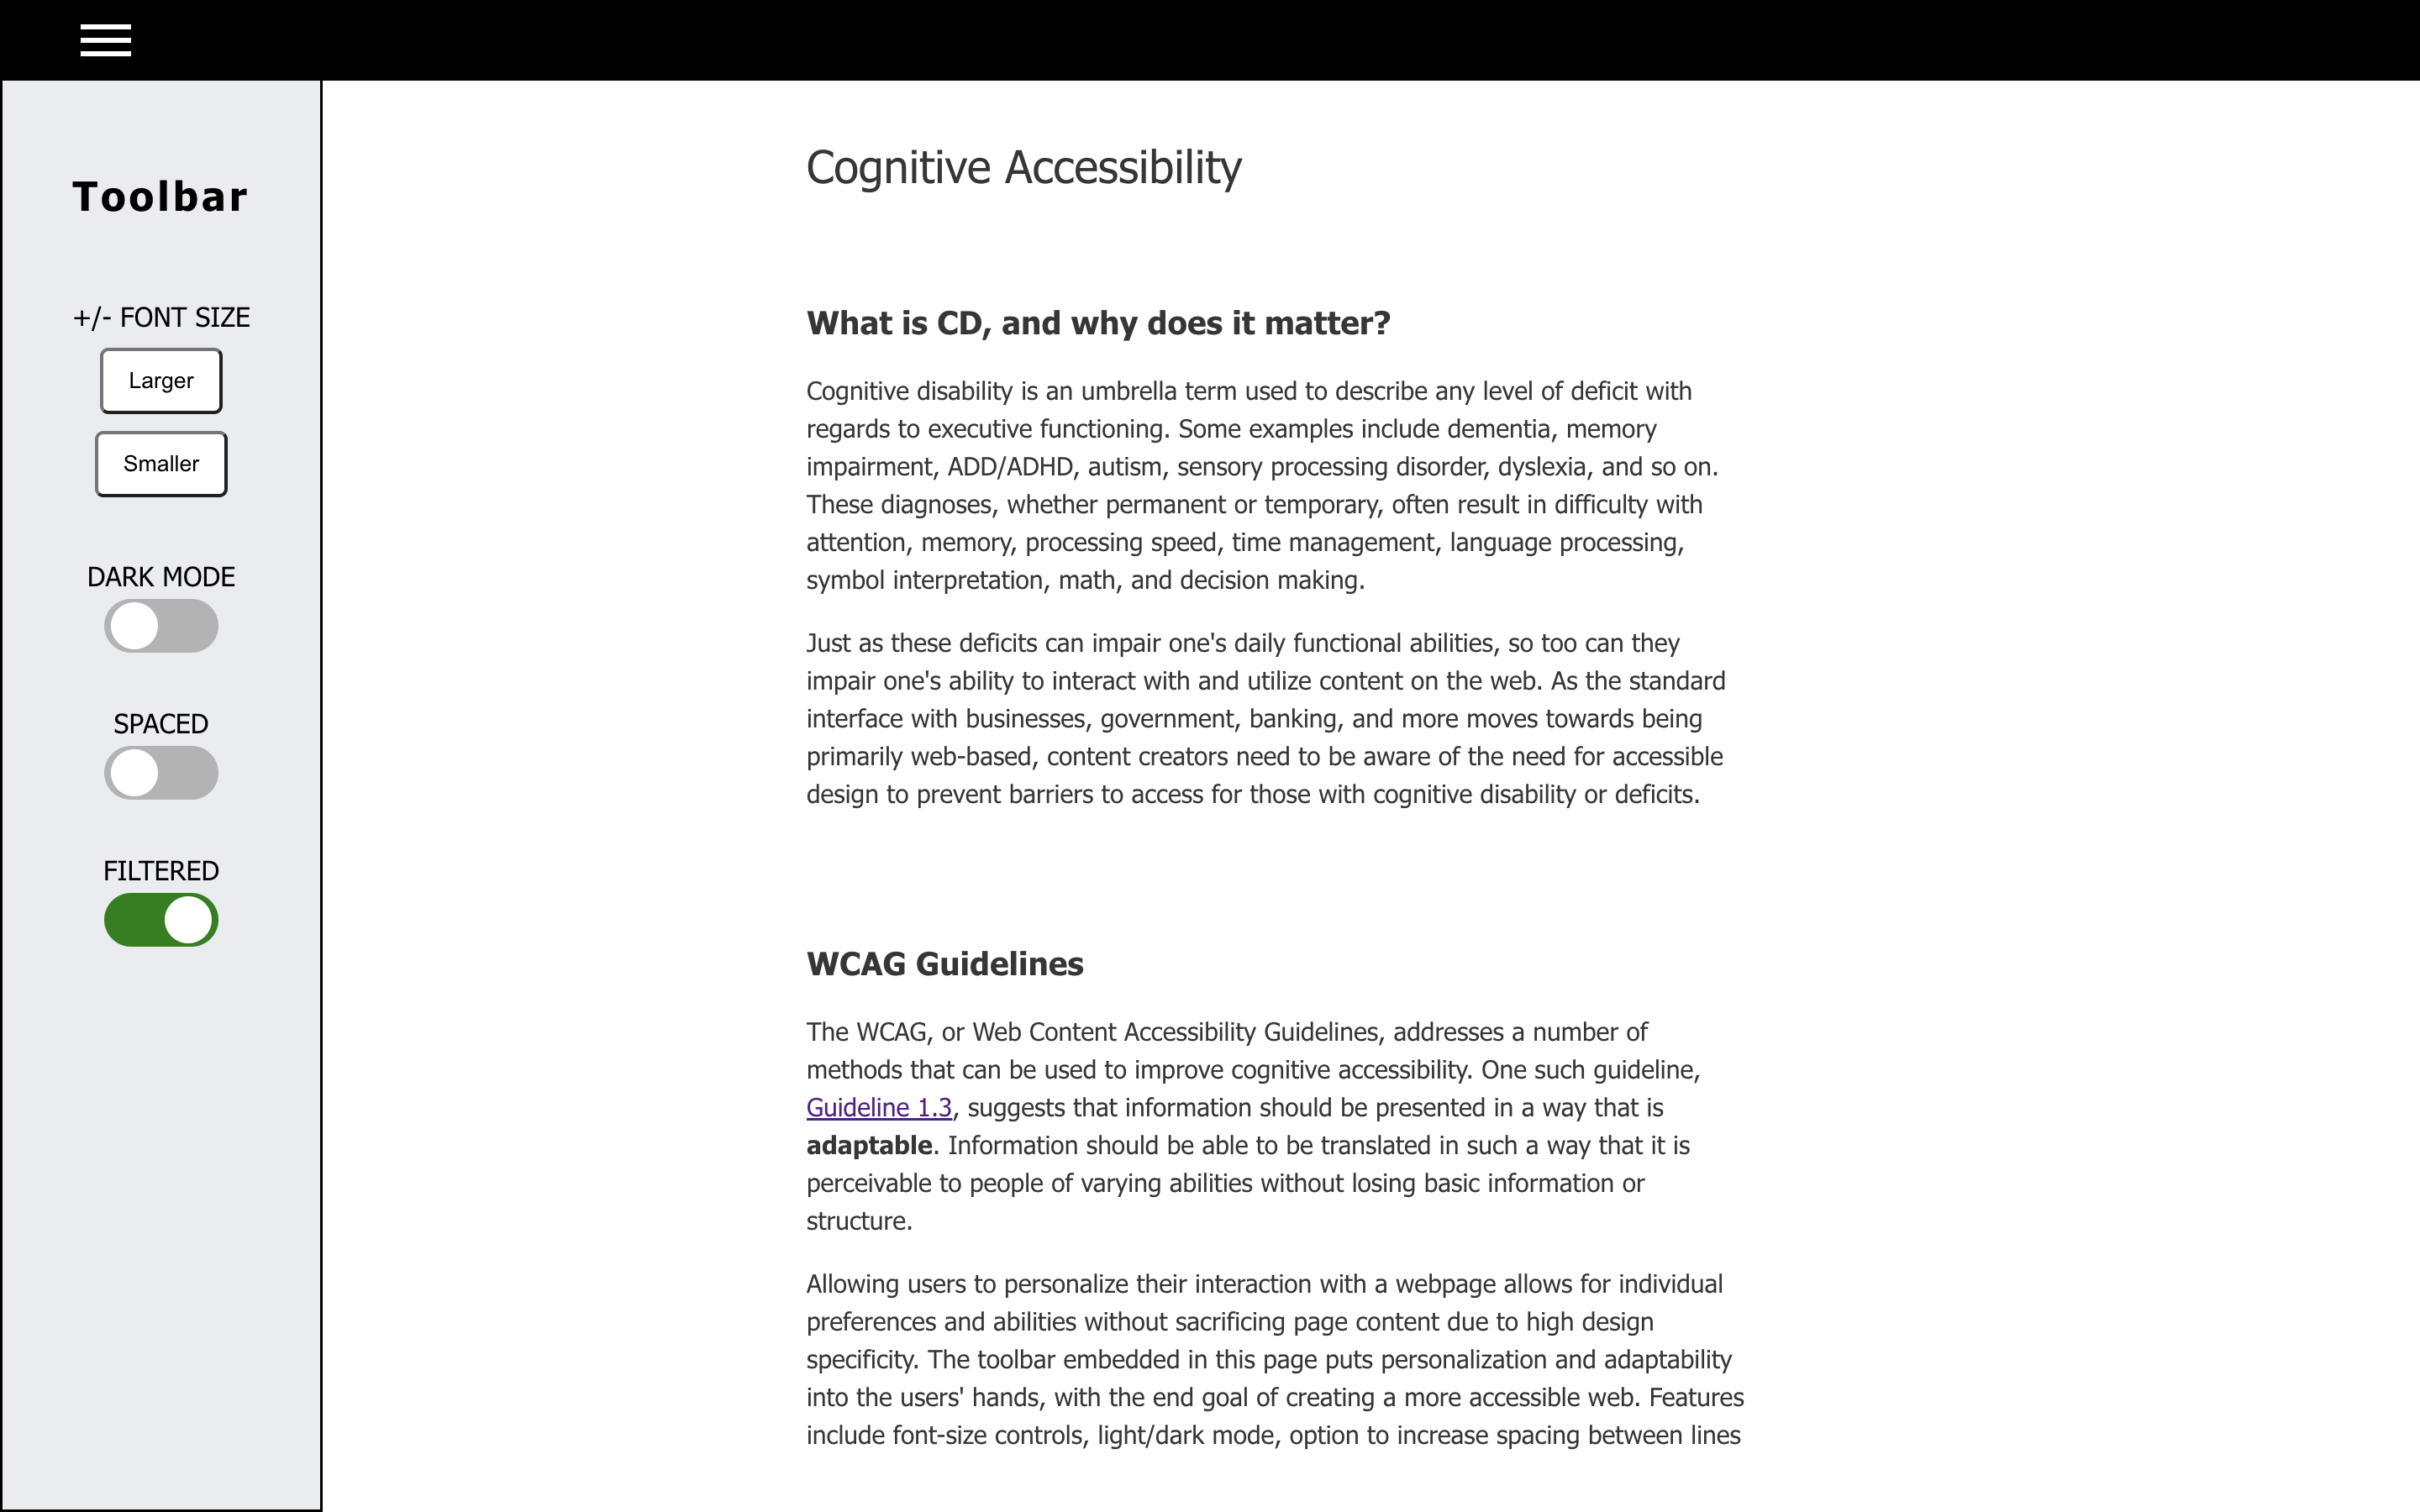 Toolbar
+/- FONT SIZE
Larger
Smaller
DARK MODE
SPACED
FILTERED
Cognitive Accessibility
What is CD, and why does it matter?
Cognitive disability is an umbrella term used to describe any level of deficit with
regards to executive functioning. Some examples include dementia, memory
impairment, ADD/ADHD, autism, sensory processing disorder, dyslexia, and so on.
These diagnoses, whether permanent or temporary, often result in difficulty with
attention, memory, processing speed, time management, language processing,
symbol interpretation, math, and decision making.
Just as these deficits can impair one's daily functional abilities, so too can they
impair one's ability to interact with and utilize content on the web. As the standard
interface with businesses, government, banking, and more moves towards being
primarily web-based, content creators need to be aware of the need for accessible
design to prevent barriers to access for those with cognitive disability or deficits.
WCAG Guidelines
The WCAG, or Web Content Accessibility Guidelines, addresses a number of
methods that can be used to improve cognitive accessibility. One such guideline,
Guideline 1.3, suggests that information should be presented in a way that is
adaptable. Information should be able to be translated in such a way that it is
perceivable to people of varying abilities without losing basic information or
structure.
Allowing users to personalize their interaction with a webpage allows for individual
preferences and abilities without sacrificing page content due to high design
specificity. The toolbar embedded in this page puts personalization and adaptability
into the users' hands, with the end goal of creating a more accessible web. Features
include font-size controls, light/dark mode, option to increase spacing between lines